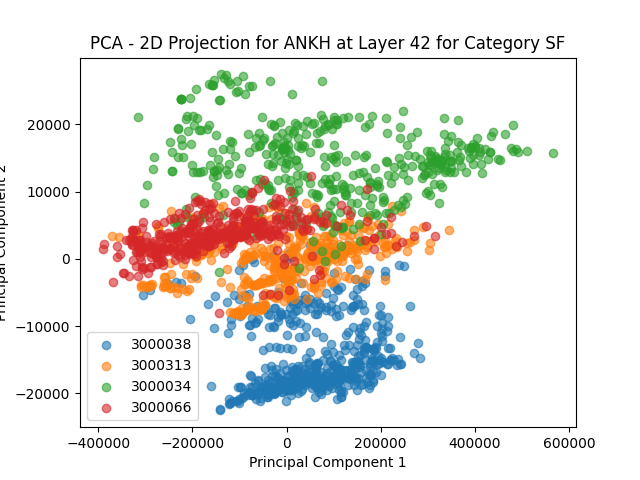 PCA - 2D Projection for ANKH at Layer 42 for Category SF
Principal Component 2
20000
10000
0
−10000
−20000
3000038
3000313
3000034
3000066
−400000 −200000 0 200000 400000 600000
Principal Component 1